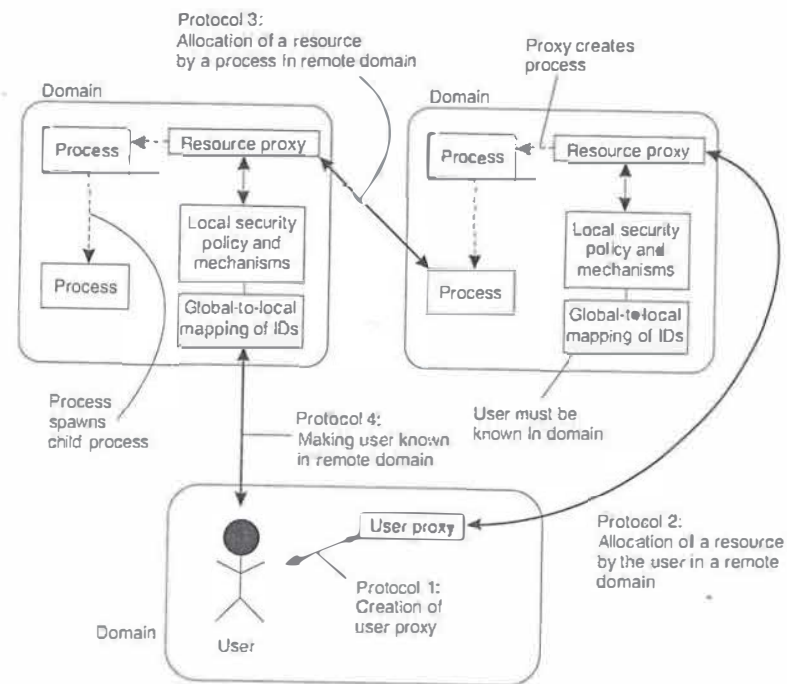 Protocol 3:
Allocation of a resource
by a process in remote domain
Proxy creates
process
Domain
Domain
Process
Resource proxy
Process
Resource proxy
Local security
policy and
mechanisms
Local security
policy and
mechanisms
Process
Process
Global-to-local
mapping of IDs
Global-to-local
mapping of IDs
Process
spawns
child process
Protocol 4:
Making user known
in remote domain
User must be
known in domain
User proxy
Protocol 2:
Allocation of a resource
by the user in a remote
domain
Protocol 1:
Creation of
user proxy
Domain
User